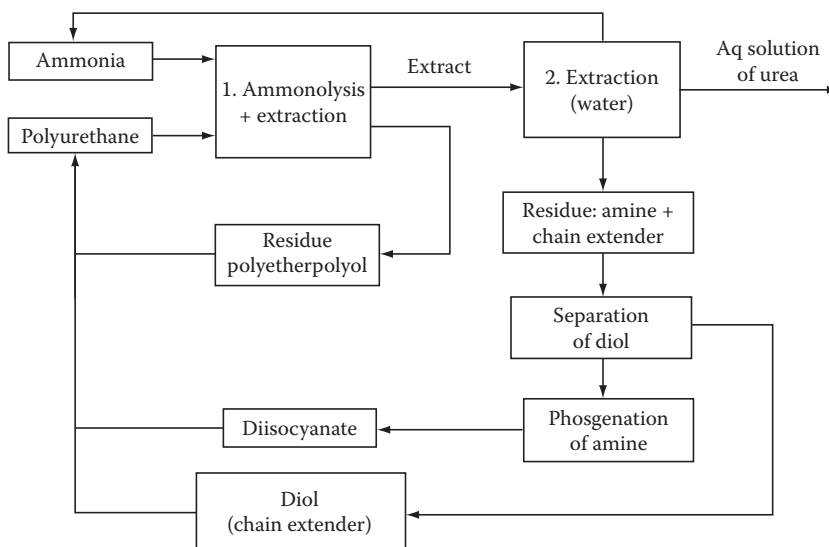 Ammonia
Polyurethane
1. Ammonolysis
+ extraction
Extract
2. Extraction
(water)
Aq solution
of urea
Residue: amine +
chain extender
Residue
polyetherpolyol
Separation
of diol
Phosgenation
of amine
Diisocyanate
Diol
(chain extender)